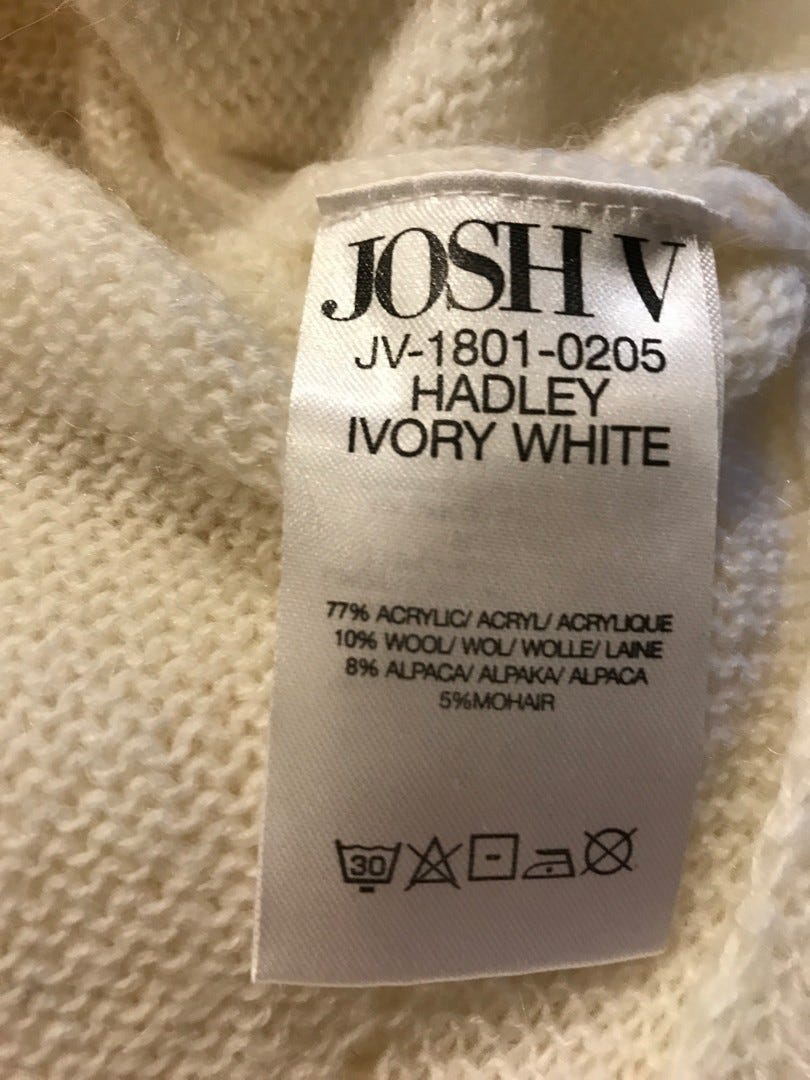 JOSH V
JV-1801-0205
HADLEY
IVORY WHITE
77% ACRYLIC/ ACRYL/ ACRYLIQUE
10% WOOL/ WOL/ WOLLE/ LAINE
8% ALPACA/ ALPAKA/ ALPACA
5%MOHAIR
30